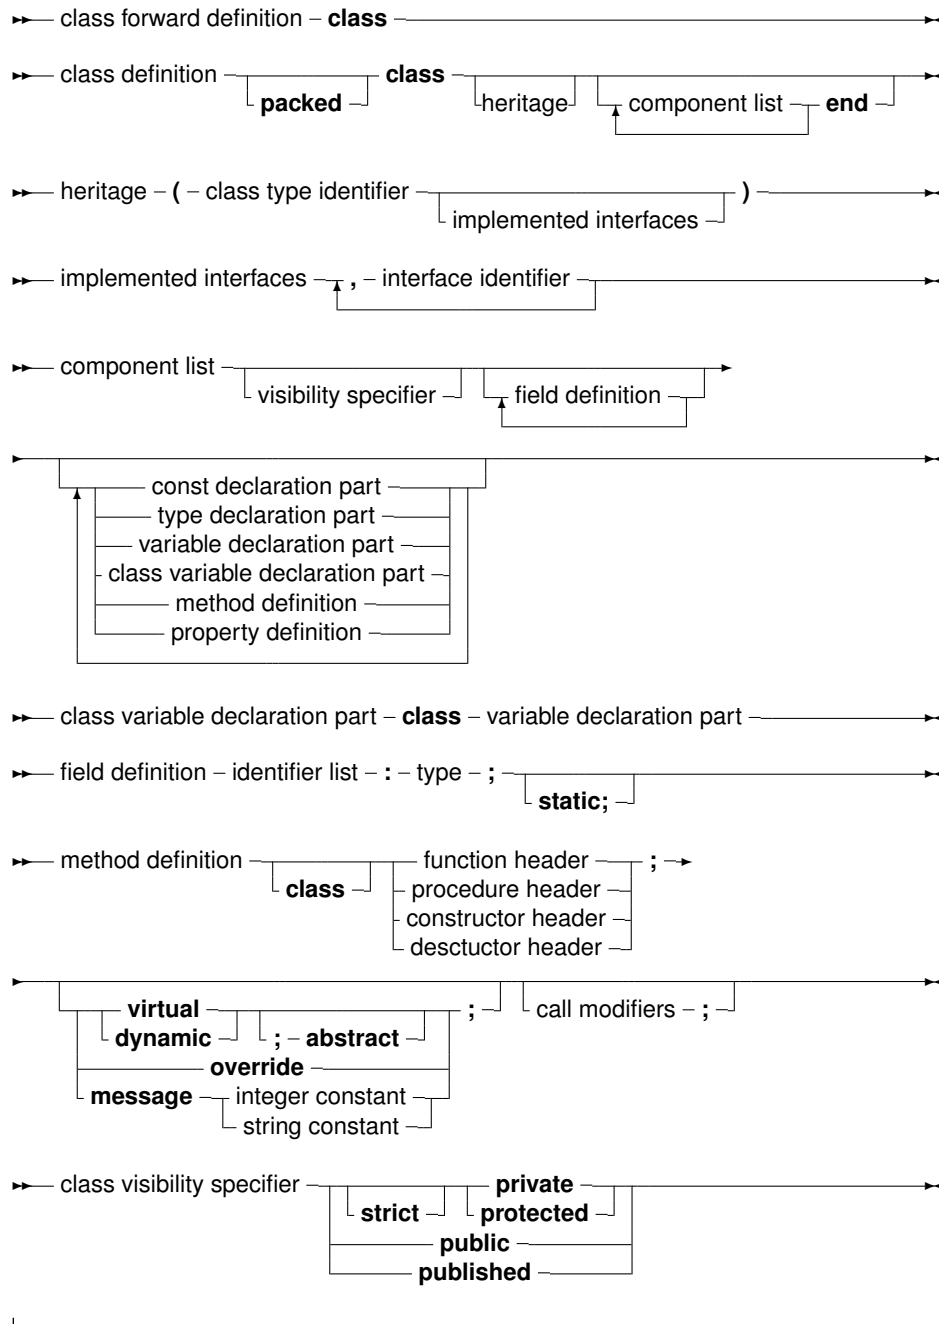 class forward definition – class
class definition class
packed heritage component list end
heritage – ( – class type identifier )
implemented interfaces
implemented interfaces , – interface identifier
component list
visibility specifier field definition
const declaration part
type declaration part
variable declaration part
class variable declaration part
method definition
property definition
class variable declaration part – class – variable declaration part
field definition – identifier list – : – type – ;
static;
method definition function header ;
class procedure header
constructor header
desctuctor header
virtual ; call modifiers – ;
dynamic ; – abstract
override
message integer constant
string constant
class visibility specifier private
strict protected
public
published